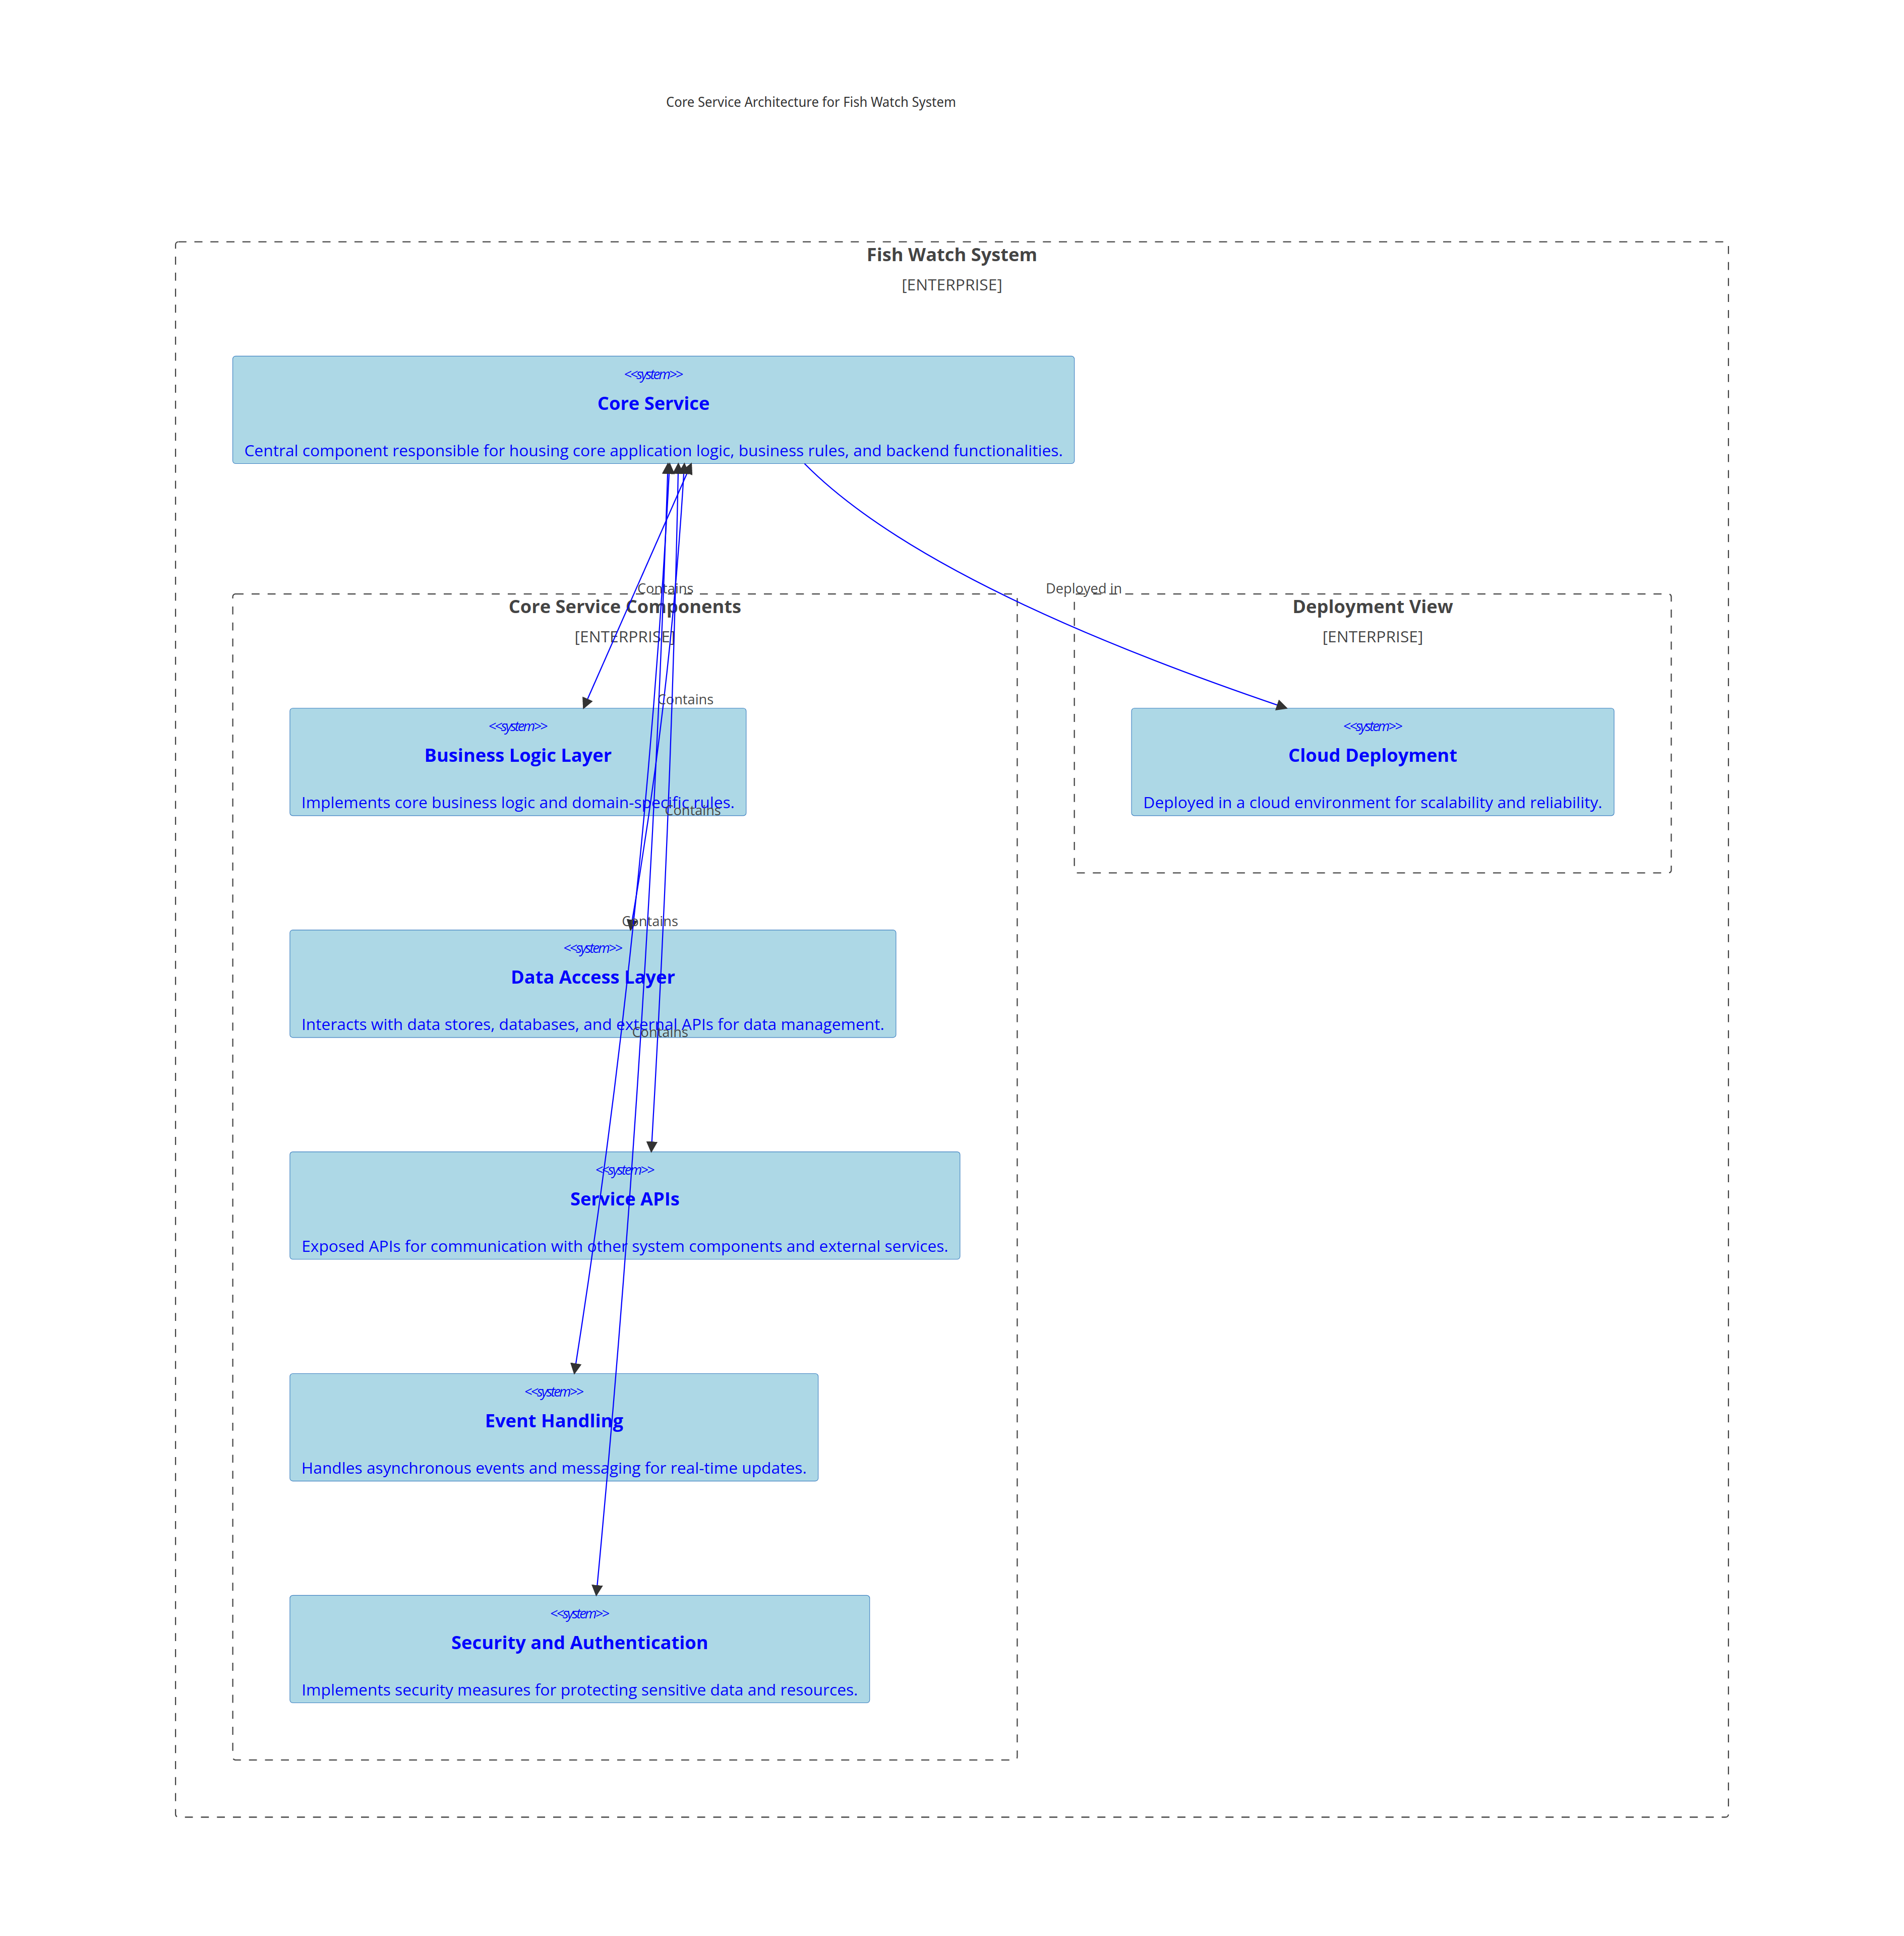 Core Service Architecture for Fish Watch System
Fish Watch System
[ENTERPRISE]
<<system>>
Core Service
Central component responsible for housing core application logic, business rules, and backend functionalities.
Contains
Deployed in
Core Service Components
[ENTERPRISE]
Deployment View
[ENTERPRISE]
Contains
<<system>>
Business Logic Layer
Implements core business logic and domain-specific rules.
<<system>>
Cloud Deployment
Deployed in a cloud environment for scalability and reliability.
Contains
Contains
<<system>>
Data Access Layer
Interacts with data stores, databases, and external APIs for data management.
Contains
<<system>>
Service APIs
Exposed APIs for communication with other system components and external services.
<<system>>
Event Handling
Handles asynchronous events and messaging for real-time updates.
<<system>>
Security and Authentication
Implements security measures for protecting sensitive data and resources.